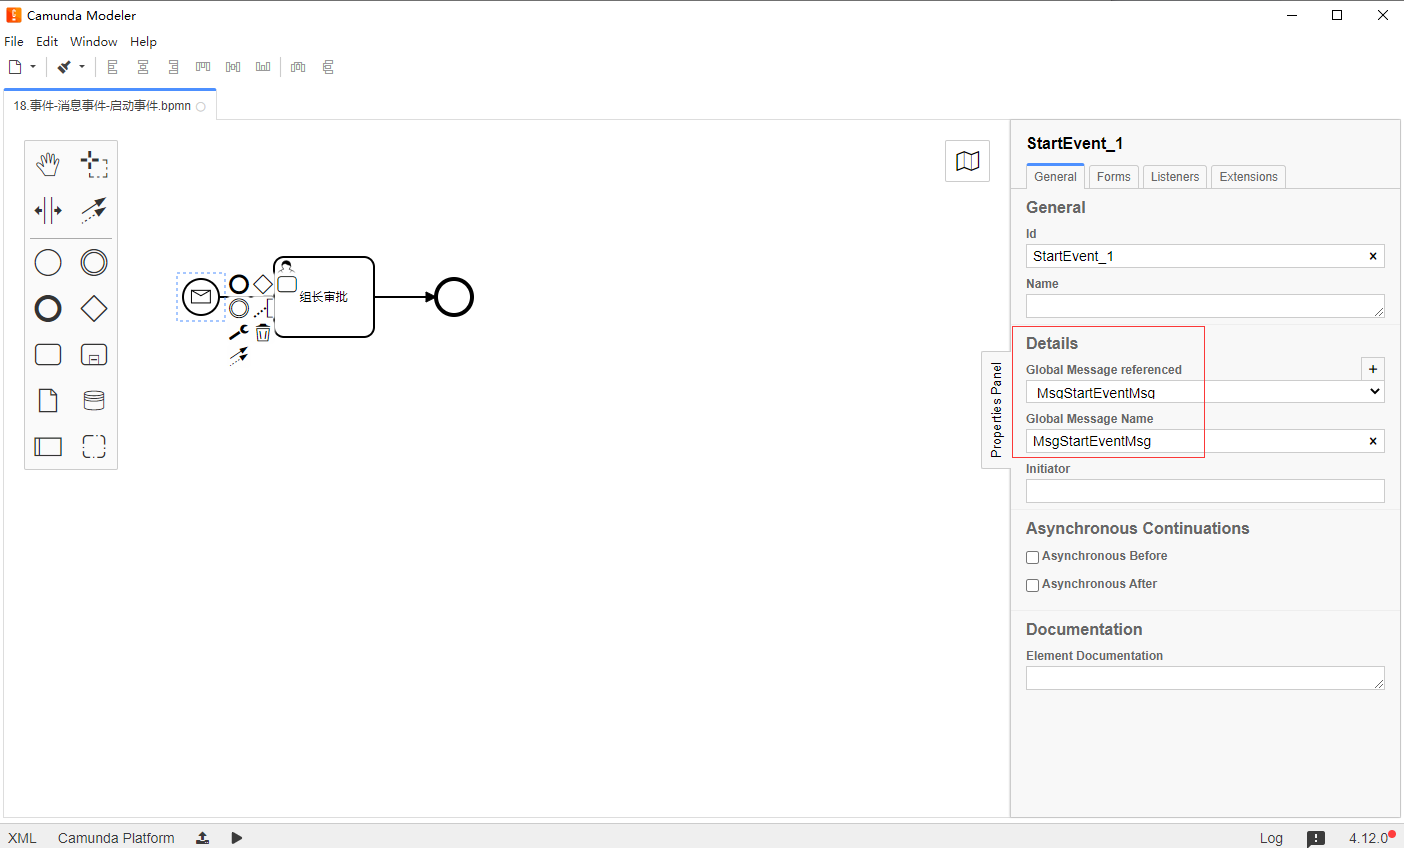 Camunda Modeler
File Edit Window Help
18.事件-消息事件-启动事件.bpmn
组长审批
Properties Panel
StartEvent_1
General Forms Listeners Extensions
General
Id
StartEvent_1
Name
Details
Global Message referenced
+
MsgStartEventMsg
Global Message Name
MsgStartEventMsg
Initiator
Asynchronous Continuations
Asynchronous Before
Asynchronous After
Documentation
Element Documentation
XML Camunda Platform Log 4.12.0